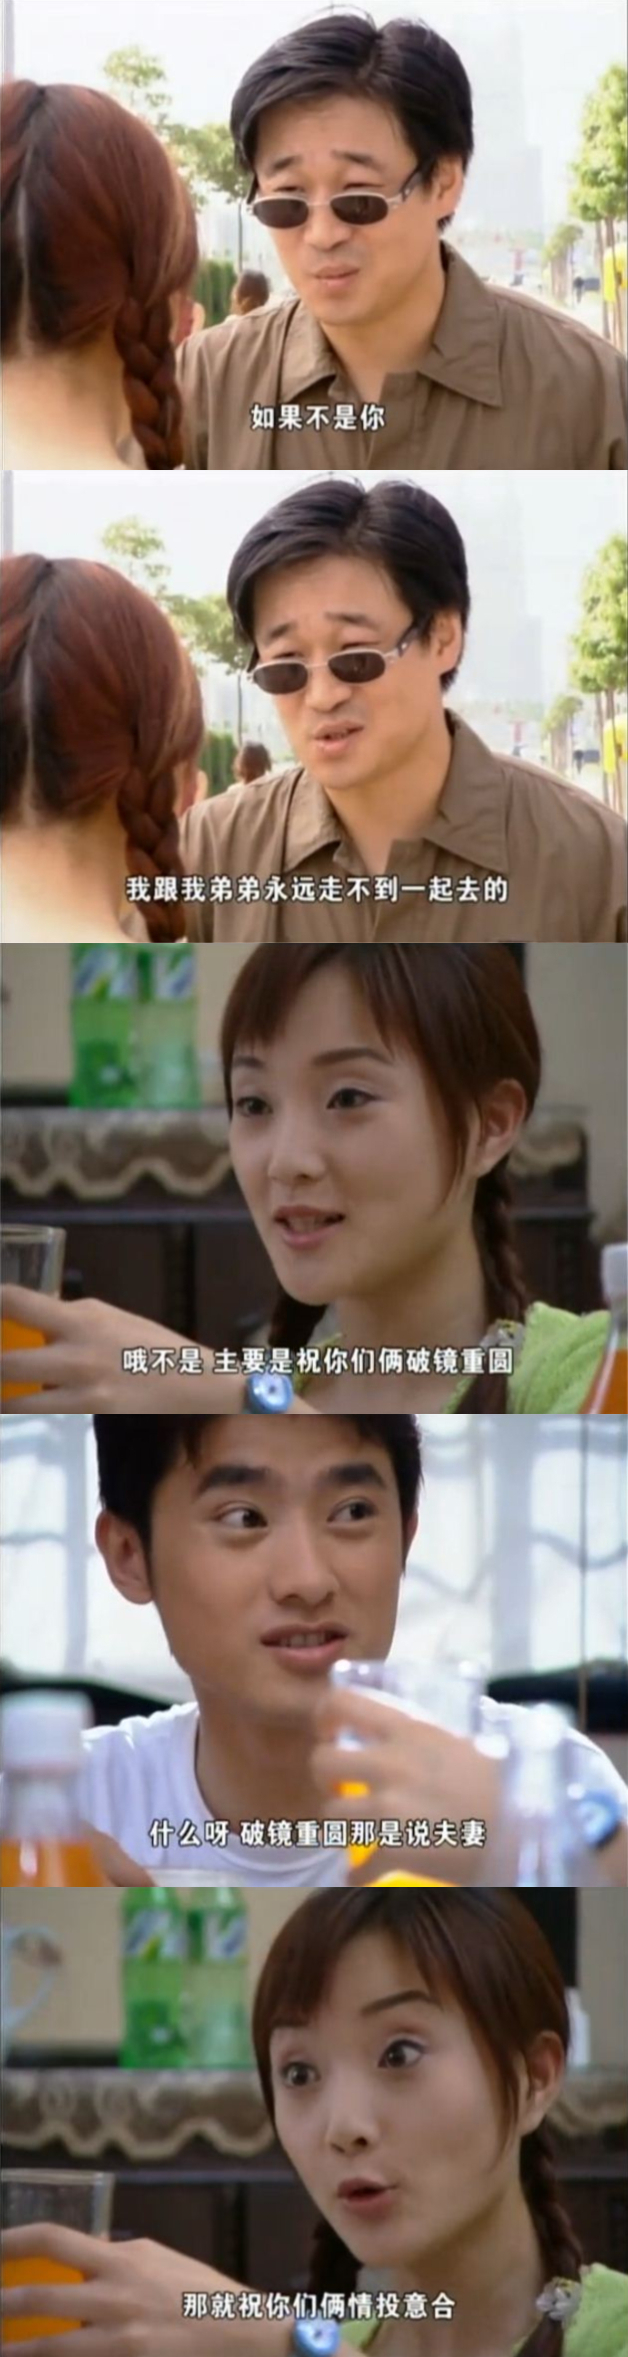 如果不是你
我跟我弟弟永远走不到一起去的
哦不是 主要是祝你们俩破镜重圆
什么呀 破镜重圆那是说夫妻
那就祝你们俩情投意合